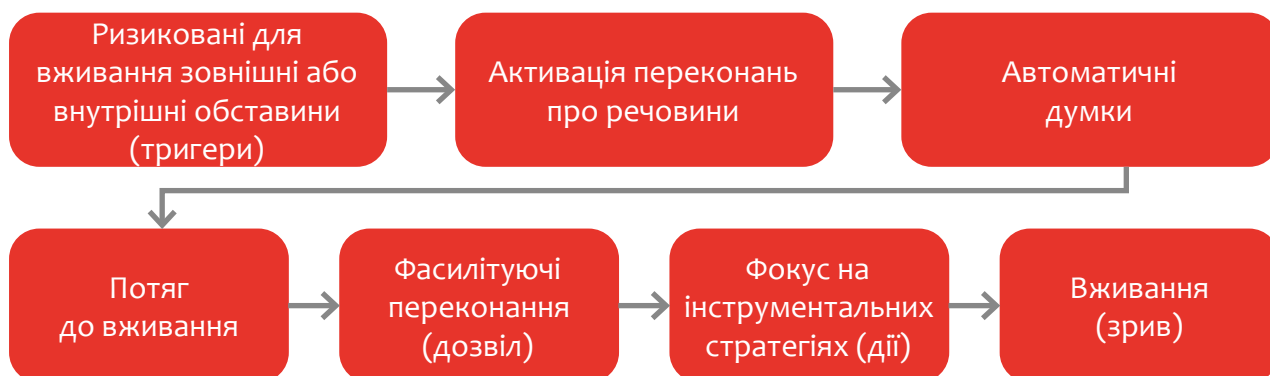 Ризиковані для
вживання зовнішні або
внутрішні обставини
(тригери)
Активація переконань
про речовини
Автоматичні
думки
Потяг
до вживання
Фасилітуючі
переконання
(дозвіл)
Фокус на
інструментальних
стратегіях (дії)
Вживання
(зрив)